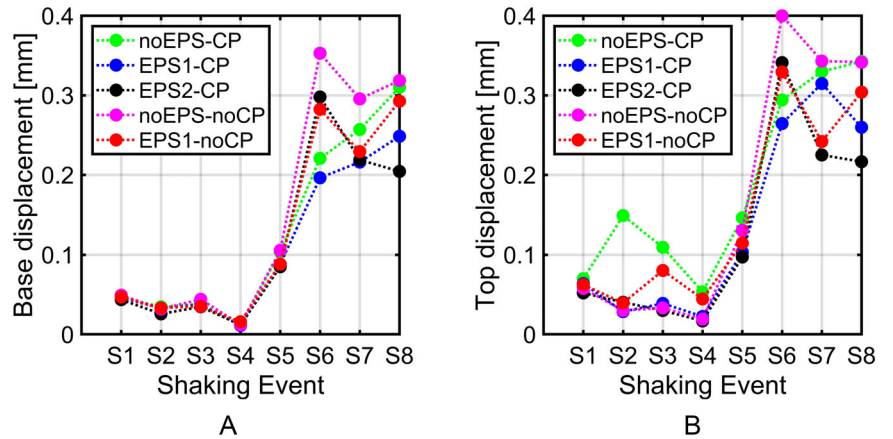 0.4
0.3
0.2
0.1
0
Base displacement [mm]
noEPS-CP
EPS1-CP
EPS2-CP
noEPS-noCP
EPS1-noCP
S1 S2 S3 S4 S5 S6 S7 S8
Shaking Event
A
0.4
0.3
0.2
0.1
0
Top displacement [mm]
noEPS-CP
EPS1-CP
EPS2-CP
noEPS-noCP
EPS1-noCP
S1 S2 S3 S4 S5 S6 S7 S8
Shaking Event
B